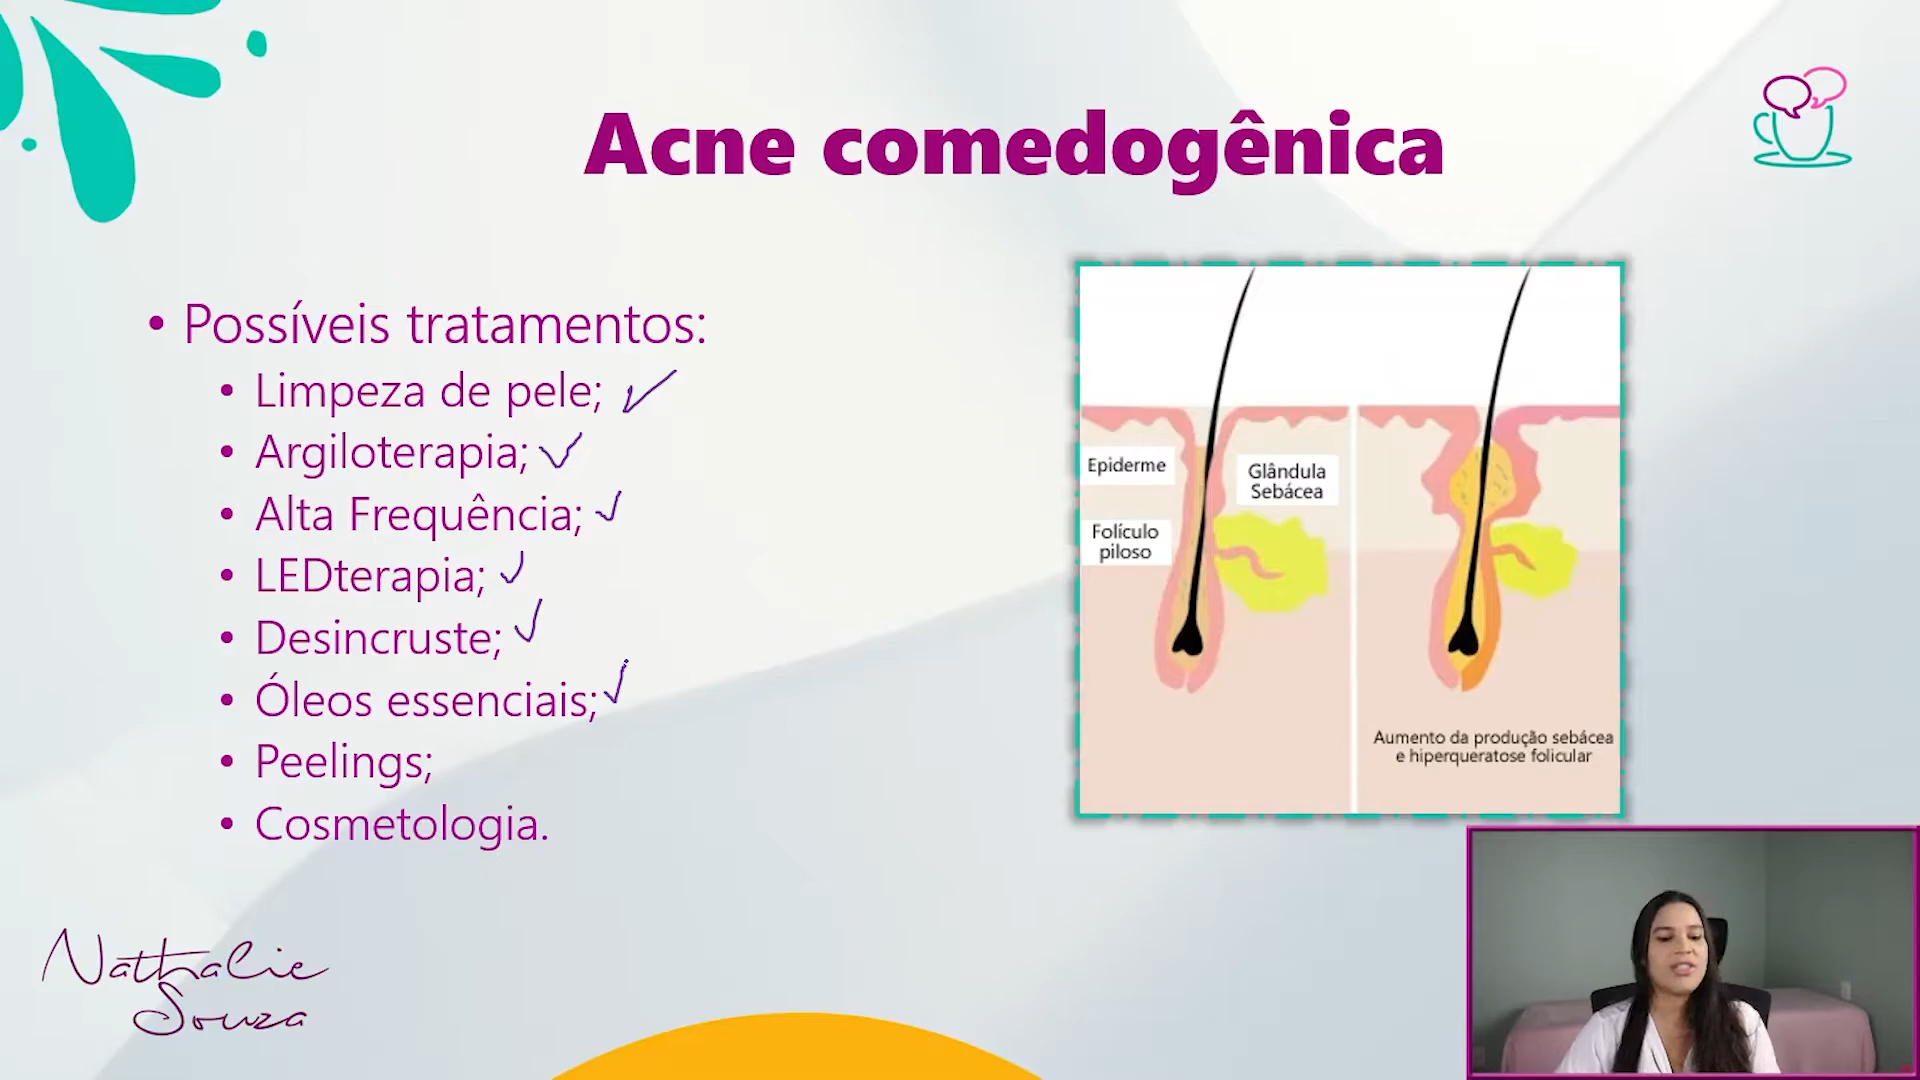 Acne comedogênica
• Possíveis tratamentos:
• Limpeza de pele;
• Argiloterapia;
• Alta Frequência;
• LEDterapia;
• Desincruste;
• Óleos essenciais;
• Peelings;
• Cosmetologia.
Epiderme
Glândula
Sebácea
Folículo
piloso
Aumento da produção sebácea
e hiperqueratose folicular
Nathalie
Souza